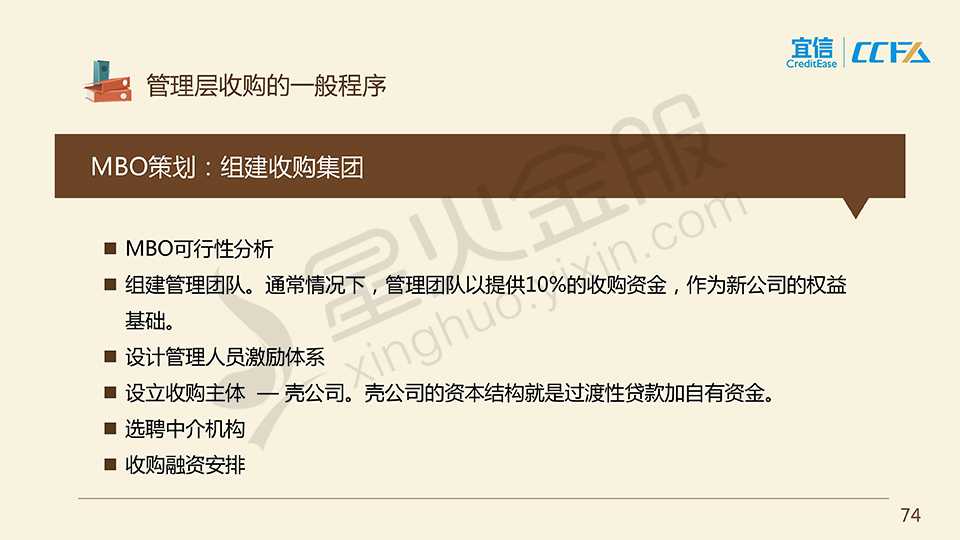 宜信
CreditEase
CCFA
管理层收购的一般程序
MBO策划：组建收购集团
MBO可行性分析
组建管理团队。通常情况下，管理团队以提供10%的收购资金，作为新公司的权益
基础。
设计管理人员激励体系
设立收购主体 — 壳公司。壳公司的资本结构就是过渡性贷款加自有资金。
选聘中介机构
收购融资安排
星火金服
xinghuo.yixin.com
74